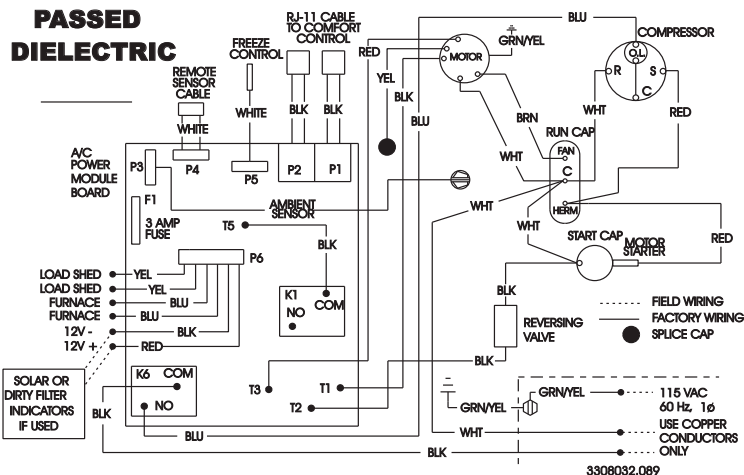 PASSED
DIELECTRIC
RJ-11 CABLE
TO COMFORT
CONTROL
FREEZE
CONTROL
REMOTE
SENSOR
CABLE
WHITE
WHITE
BLK
BLK
RED
YEL
BLK
BLU
MOTOR
GRN/YEL
BLU
COMPRESSOR
O.L
R
S
C
WHT
RED
BRN
RUN CAP
FAN
C
HERM
WHT
WHT
WHT
START CAP
MOTOR
STARTER
RED
A/C
POWER
MODULE
BOARD
P3
P4
P5
P2
P1
F1
3 AMP
FUSE
AMBIENT
SENSOR
T5
BLK
P6
LOAD SHED
YEL
LOAD SHED
YEL
FURNACE
BLU
FURNACE
BLU
12V -
BLK
12V +
RED
K1
COM
NO
BLK
REVERSING
VALVE
BLK
FIELD WIRING
FACTORY WIRING
SPLICE CAP
SOLAR OR
DIRTY FILTER
INDICATORS
IF USED
K6
COM
NO
BLK
T3
T1
T2
BLU
BLK
GRN/YEL
GRN/YEL
WHT
115 VAC
60 Hz, 1ø
USE COPPER
CONDUCTORS
ONLY
3308032.089